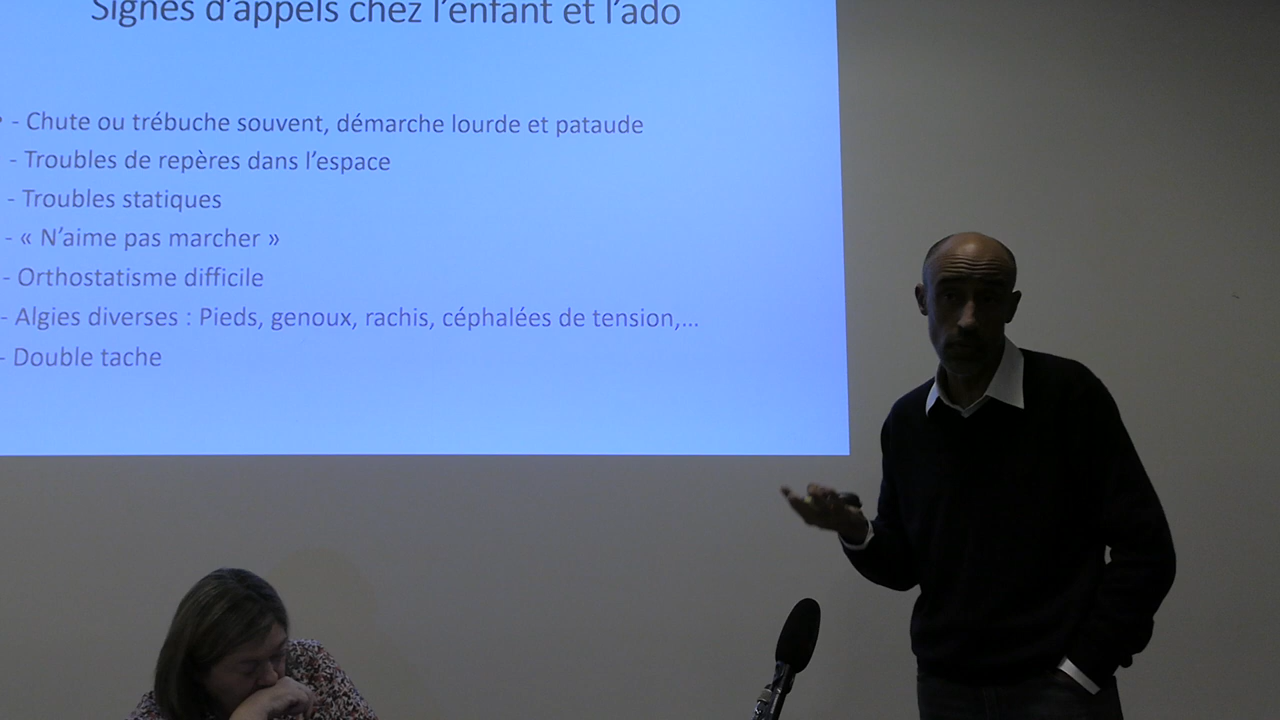 Signes d'appels chez l'enfant et l'ado
- Chute ou trébuche souvent, démarche lourde et pataude
- Troubles de repères dans l'espace
- Troubles statiques
- « N'aime pas marcher »
- Orthostatisme difficile
- Algies diverses : Pieds, genoux, rachis, céphalées de tension,...
- Double tache